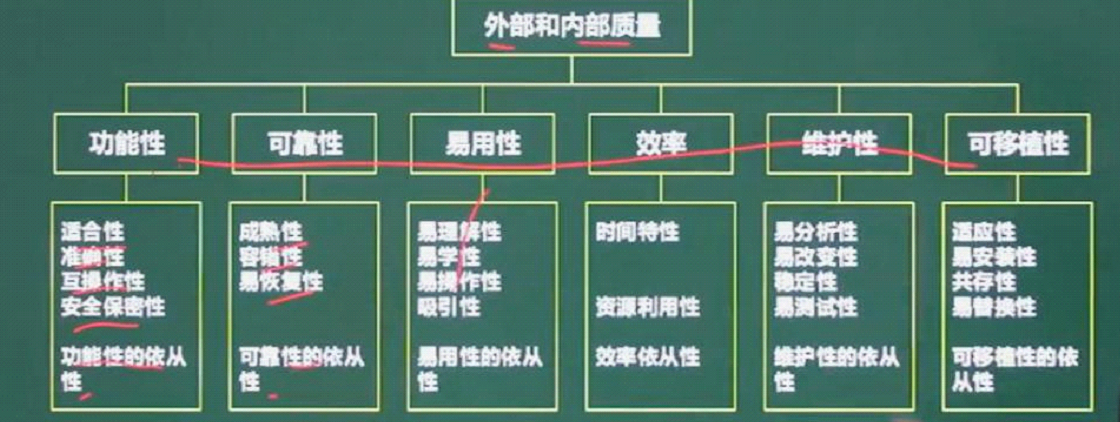 外部和内部质量
功能性
可靠性
易用性
效率
维护性
可移植性
适合性
准确性
互操作性
安全保密性
功能性的依从
性
成熟性
容错性
易恢复性
可靠性的依从
性
易理解性
易学性
易操作性
吸引性
易用性的依从
性
时间特性
资源利用性
效率依从性
易分析性
易改变性
稳定性
易测试性
维护性的依从
性
适应性
易安装性
共存性
易替换性
可移植性的依
从性